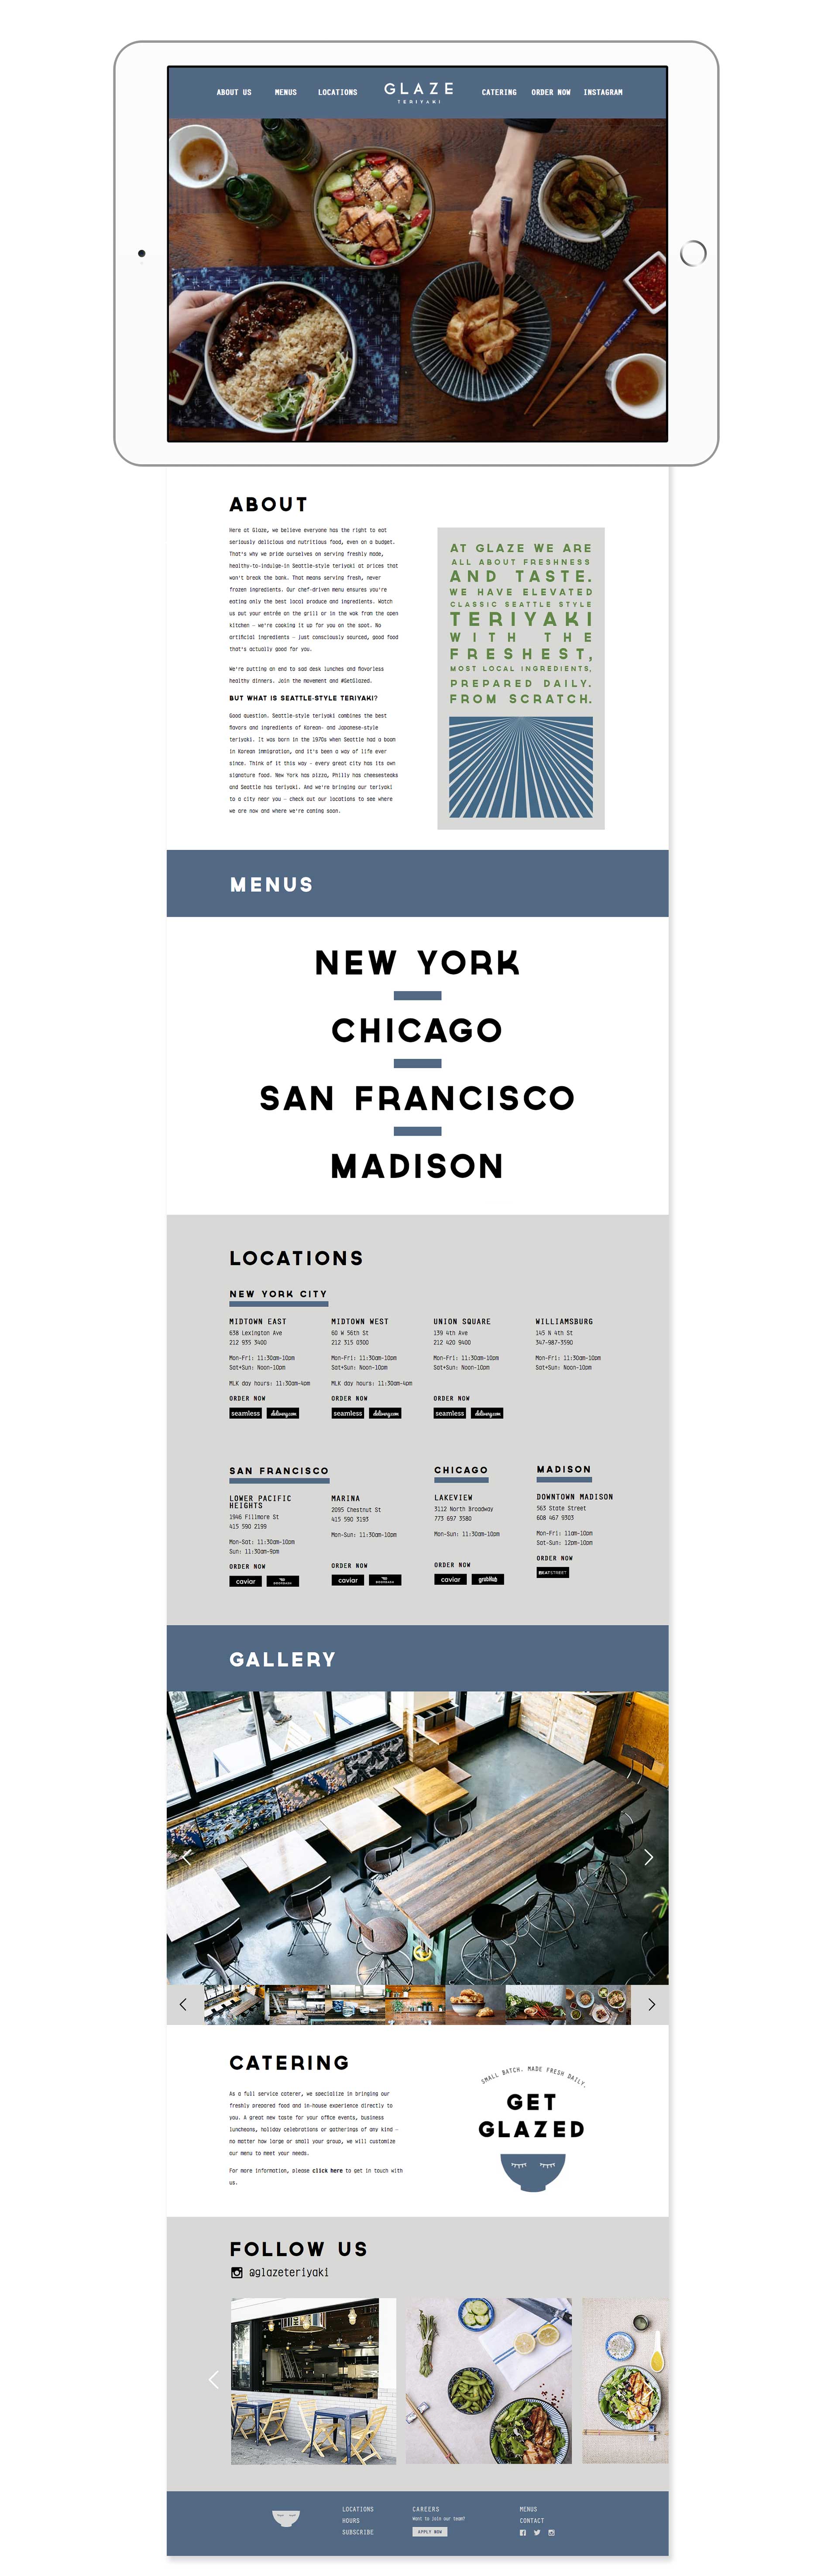 ABOUT US
MENUS
LOCATIONS
GLAZE
TERIYAKI
CATERING
ORDER NOW
INSTAGRAM
ABOUT
Here at Glaze, we believe everyone has the right to eat
seriously delicious and nutritious food, even on a budget.
That's why we pride ourselves on serving freshly made,
healthy-to-indulge-in Seattle-style teriyaki at prices that
won't break the bank. That means serving fresh, never
frozen ingredients. Our chef-driven menu ensures you're
eating only the best local produce and ingredients. Watch
us put your entrée on the grill or in the wok from the open
kitchen – we're cooking it up for you on the spot. No
artificial ingredients – just consciously sourced, good food
that's actually good for you.
We're putting an end to sad desk lunches and flavorless
healthy dinners. Join the movement and #GetGlazed.
BUT WHAT IS SEATTLE-STYLE TERIYAKI?
Good question. Seattle-style teriyaki combines the best
flavors and ingredients of Korean- and Japanese-style
teriyaki. It was born in the 1970s when Seattle had a boon
in Korean immigration, and it's been a way of life ever
since. Think of it this way – every great city has its own
signature food. New York has pizza, Philly has cheesesteaks
and Seattle has teriyaki. And we're bringing our teriyaki
to a city near you – check out our locations to see where
we are now and where we're coming soon.
AT GLAZE WE ARE
ALL ABOUT FRESHNESS
AND TASTE.
WE HAVE ELEVATED
CLASSIC SEATTLE STYLE
TERIYAKI
WITH THE
FRESHEST,
MOST LOCAL INGREDIENTS,
PREPARED DAILY.
FROM SCRATCH.
MENUS
NEW YORK
CHICAGO
SAN FRANCISCO
MADISON
LOCATIONS
NEW YORK CITY
MIDTOWN EAST
638 Lexington Ave
212 935 3400
Mon-Fri: 11:30am-10pm
Sat+Sun: Noon-10pm
MLK day hours: 11:30am-4pm
ORDER NOW
seamless
delivery.com
MIDTOWN WEST
60 W 56th St
212 315 0300
Mon-Fri: 11:30am-10pm
Sat+Sun: Noon-10pm
MLK day hours: 11:30am-4pm
ORDER NOW
seamless
delivery.com
UNION SQUARE
139 4th Ave
212 420 9400
Mon-Fri: 11:30am-10pm
Sat+Sun: Noon-10pm
ORDER NOW
seamless
delivery.com
WILLIAMSBURG
145 N 4th St
347-987-3590
Mon-Fri: 11:30am-10pm
Sat+Sun: Noon-10pm
SAN FRANCISCO
LOWER PACIFIC
HEIGHTS
1946 Fillmore St
415 590 2199
Mon-Sat: 11:30am-10pm
Sun: 11:30am-9pm
ORDER NOW
caviar
MARINA
2095 Chestnut St
415 590 3193
Mon-Sun: 11:30am-10pm
ORDER NOW
caviar
CHICAGO
LAKEVIEW
3112 North Broadway
773 697 3580
Mon-Sun: 11:30am-10pm
ORDER NOW
caviar
grubHub
MADISON
DOWNTOWN MADISON
563 State Street
608 467 9303
Mon-Fri: 11am-10pm
Sat-Sun: 12pm-10pm
ORDER NOW
EATSTREET
GALLERY
CATERING
As a full service caterer, we specialize in bringing our
freshly prepared food and in-house experience directly to
you. A great new taste for your office events, business
luncheons, holiday celebrations or gatherings of any kind –
no matter how large or small your group, we will customize
our menu to meet your needs.
For more information, please click here to get in touch with
us.
SMALL BATCH. MADE FRESH DAILY.
GET
GLAZED
FOLLOW US
@glazeteriyaki
LOCATIONS
HOURS
SUBSCRIBE
CAREERS
Want to join our team?
APPLY NOW
MENUS
CONTACT